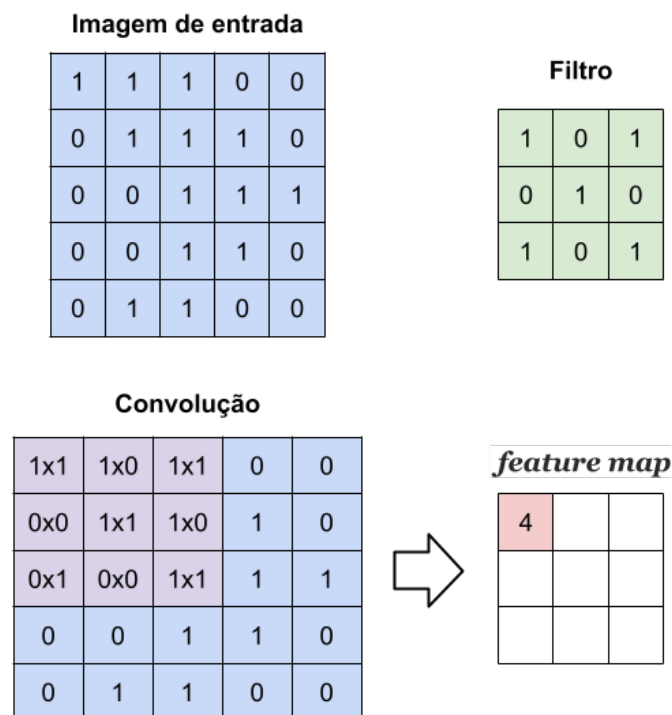 Imagem de entrada
1 1 1 0 0
0 1 1 1 0
0 0 1 1 1
0 0 1 1 0
0 1 1 0 0
Filtro
1 0 1
0 1 0
1 0 1
Convolução
1x1 1x0 1x1 0 0
0x0 1x1 1x0 1 0
0x1 0x0 1x1 1 1
0 0 1 1 0
0 1 1 0 0
feature map
4